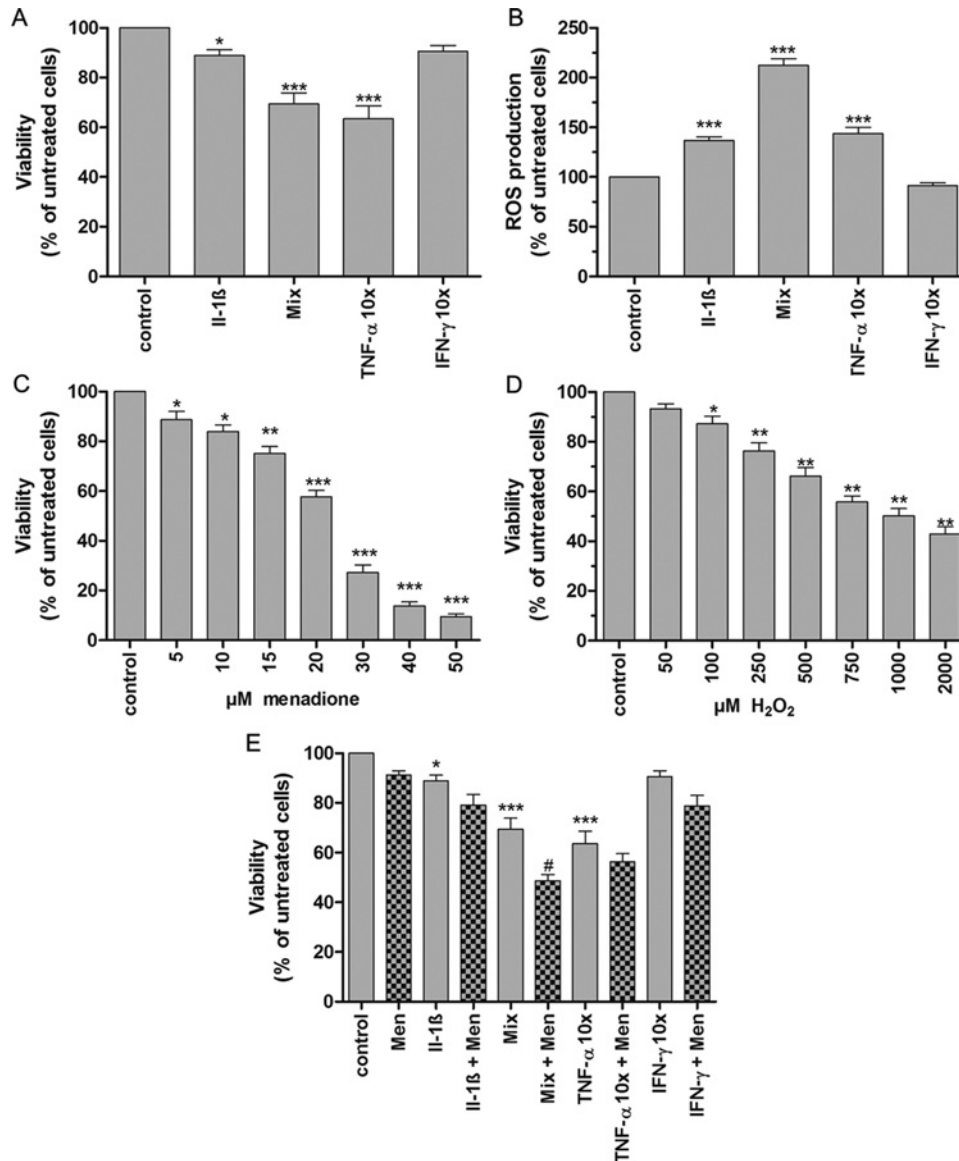 A
Viability
(% of untreated cells)
100
80
60
40
20
0
*
***
***
control
Il-1ß
Mix
TNF-α 10x
IFN-γ 10x
B
ROS production
(% of untreated cells)
250
200
150
100
50
0
***
***
***
control
Il-1ß
Mix
TNF-α 10x
IFN-γ 10x
C
Viability
(% of untreated cells)
100
80
60
40
20
0
*
*
**
***
***
***
***
control
5
10
15
20
30
40
50
µM menadione
D
Viability
(% of untreated cells)
100
80
60
40
20
0
*
**
**
**
**
**
control
50
100
250
500
750
1000
2000
µM H₂O₂
E
Viability
(% of untreated cells)
100
80
60
40
20
0
*
***
#
***
control
Men
Il-1ß
Il-1ß + Men
Mix
Mix + Men
TNF-α 10x
TNF-α 10x + Men
IFN-γ 10x
IFN-γ + Men